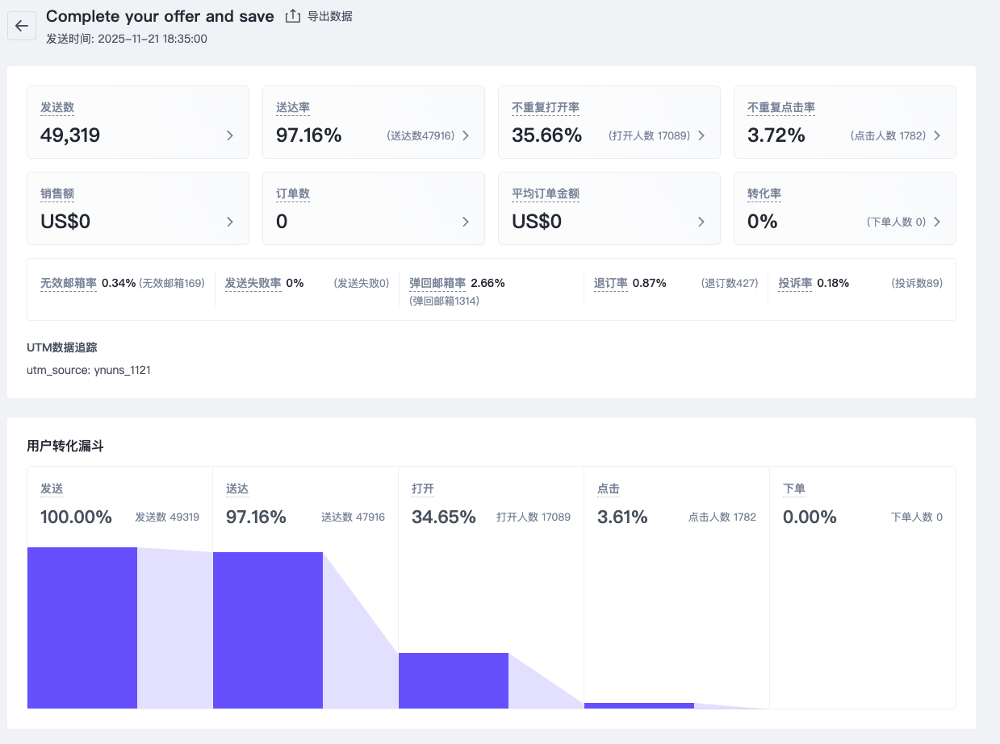 Complete your offer and save 导出数据
发送时间: 2025-11-21 18:35:00
发送数
49,319
送达率
97.16% (送达数47916)
不重复打开率
35.66% (打开人数 17089)
不重复点击率
3.72% (点击人数 1782)
销售额
US$0
订单数
0
平均订单金额
US$0
转化率
0% (下单人数 0)
无效邮箱率 0.34% (无效邮箱169)
发送失败率 0% (发送失败0)
弹回邮箱率 2.66%
(弹回邮箱1314)
退订率 0.87% (退订数427)
投诉率 0.18% (投诉数89)
UTM数据追踪
utm_source: ynuns_1121
用户转化漏斗
发送
100.00% 发送数 49319
送达
97.16% 送达数 47916
打开
34.65% 打开人数 17089
点击
3.61% 点击人数 1782
下单
0.00% 下单人数 0